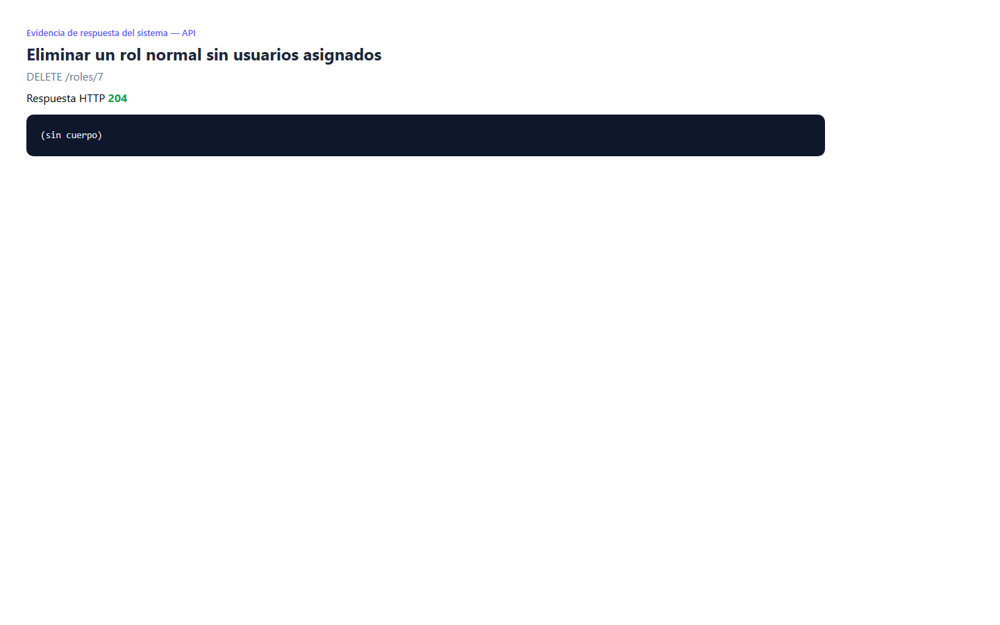 Evidencia de respuesta del sistema — API
Eliminar un rol normal sin usuarios asignados
DELETE /roles/7
Respuesta HTTP 204
(sin cuerpo)